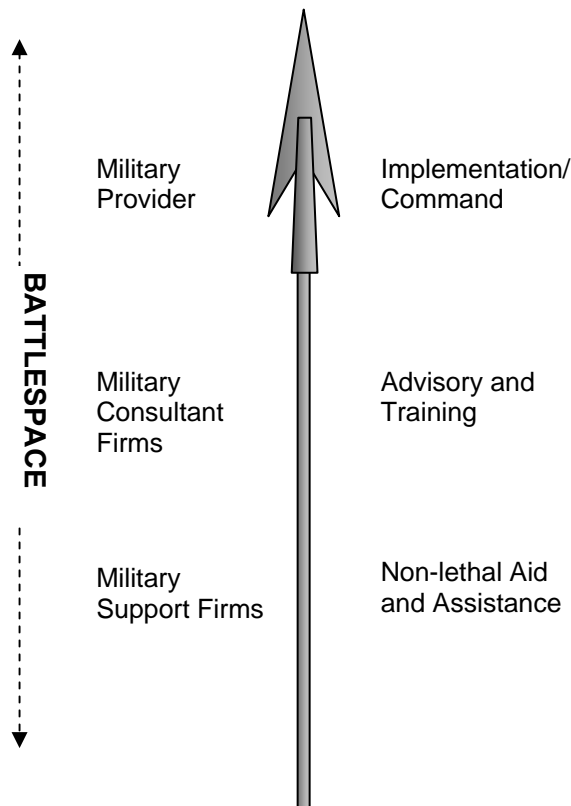 Military
Provider
Implementation/
Command
BATTLESPACE
Military
Consultant
Firms
Advisory and
Training
Military
Support Firms
Non-lethal Aid
and Assistance